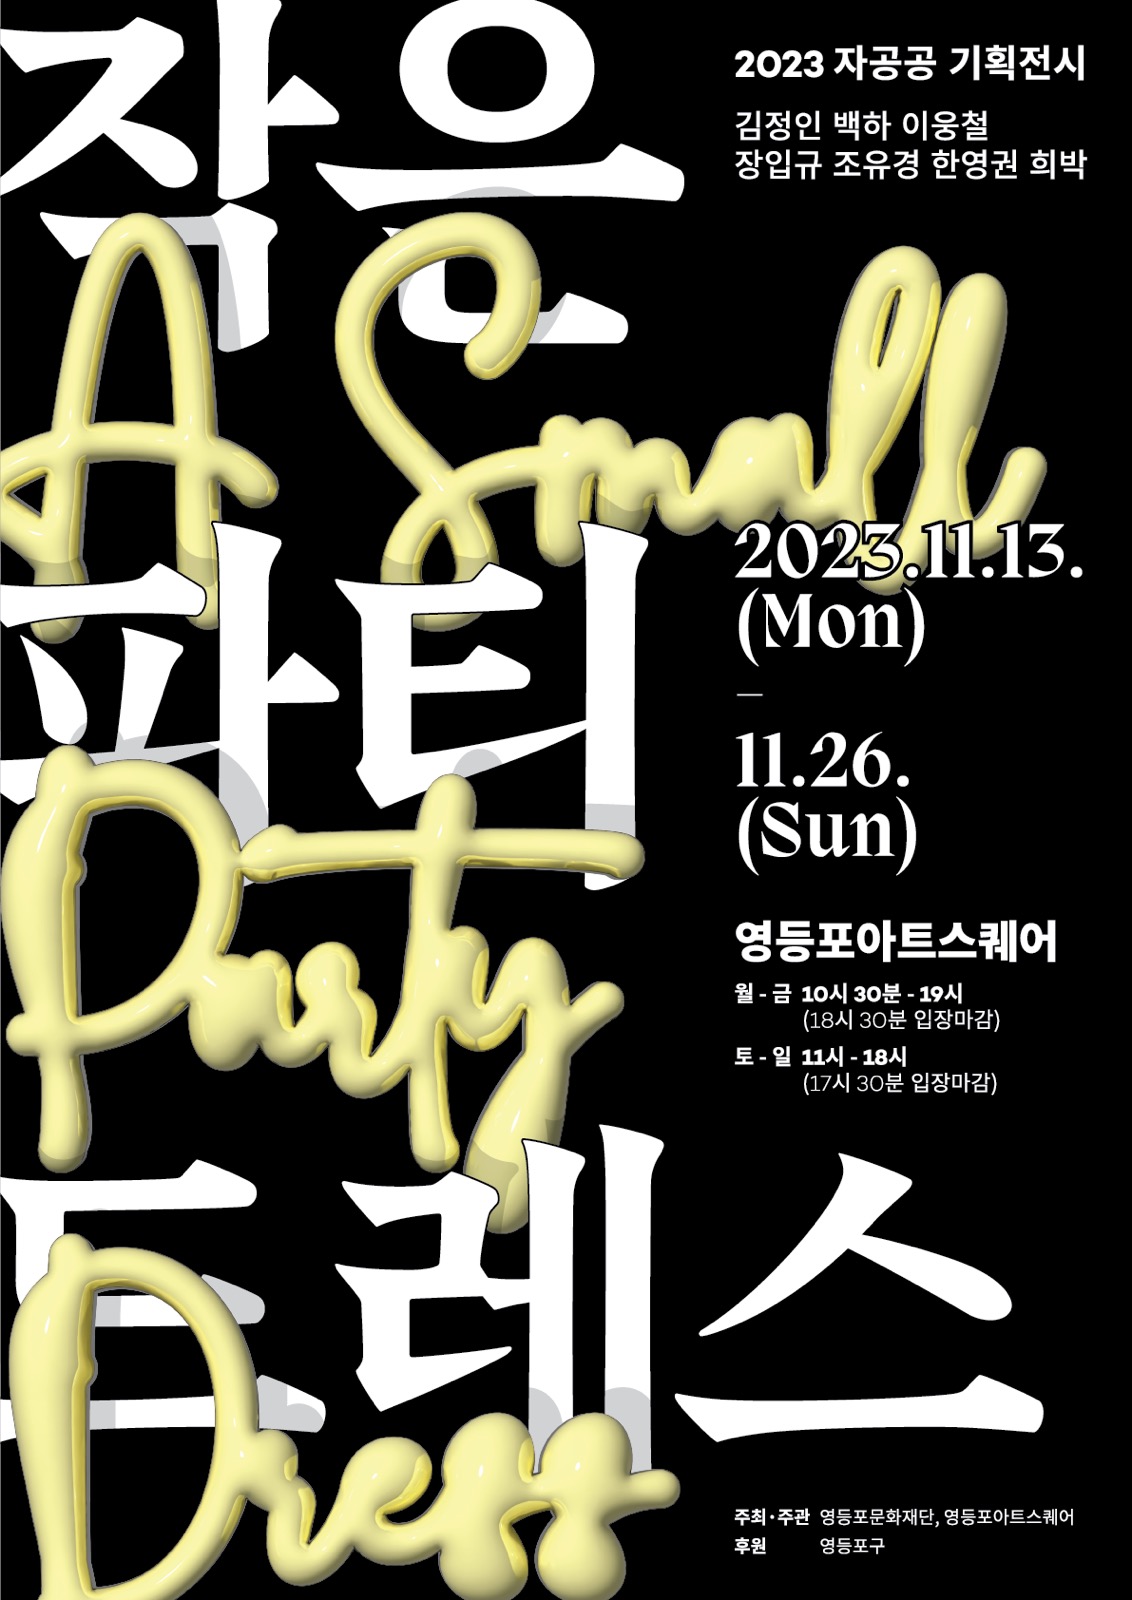 작은
A Small
파티
Party
드레스
Dress
2023 자공공 기획전시
김정인 백하 이웅철
장입규 조유경 한영권 희박
2023.11.13.
(Mon)
—
11.26.
(Sun)
영등포아트스퀘어
월 - 금 10시 30분 - 19시
(18시 30분 입장마감)
토 - 일 11시 - 18시
(17시 30분 입장마감)
주최·주관 영등포문화재단, 영등포아트스퀘어
후원 영등포구